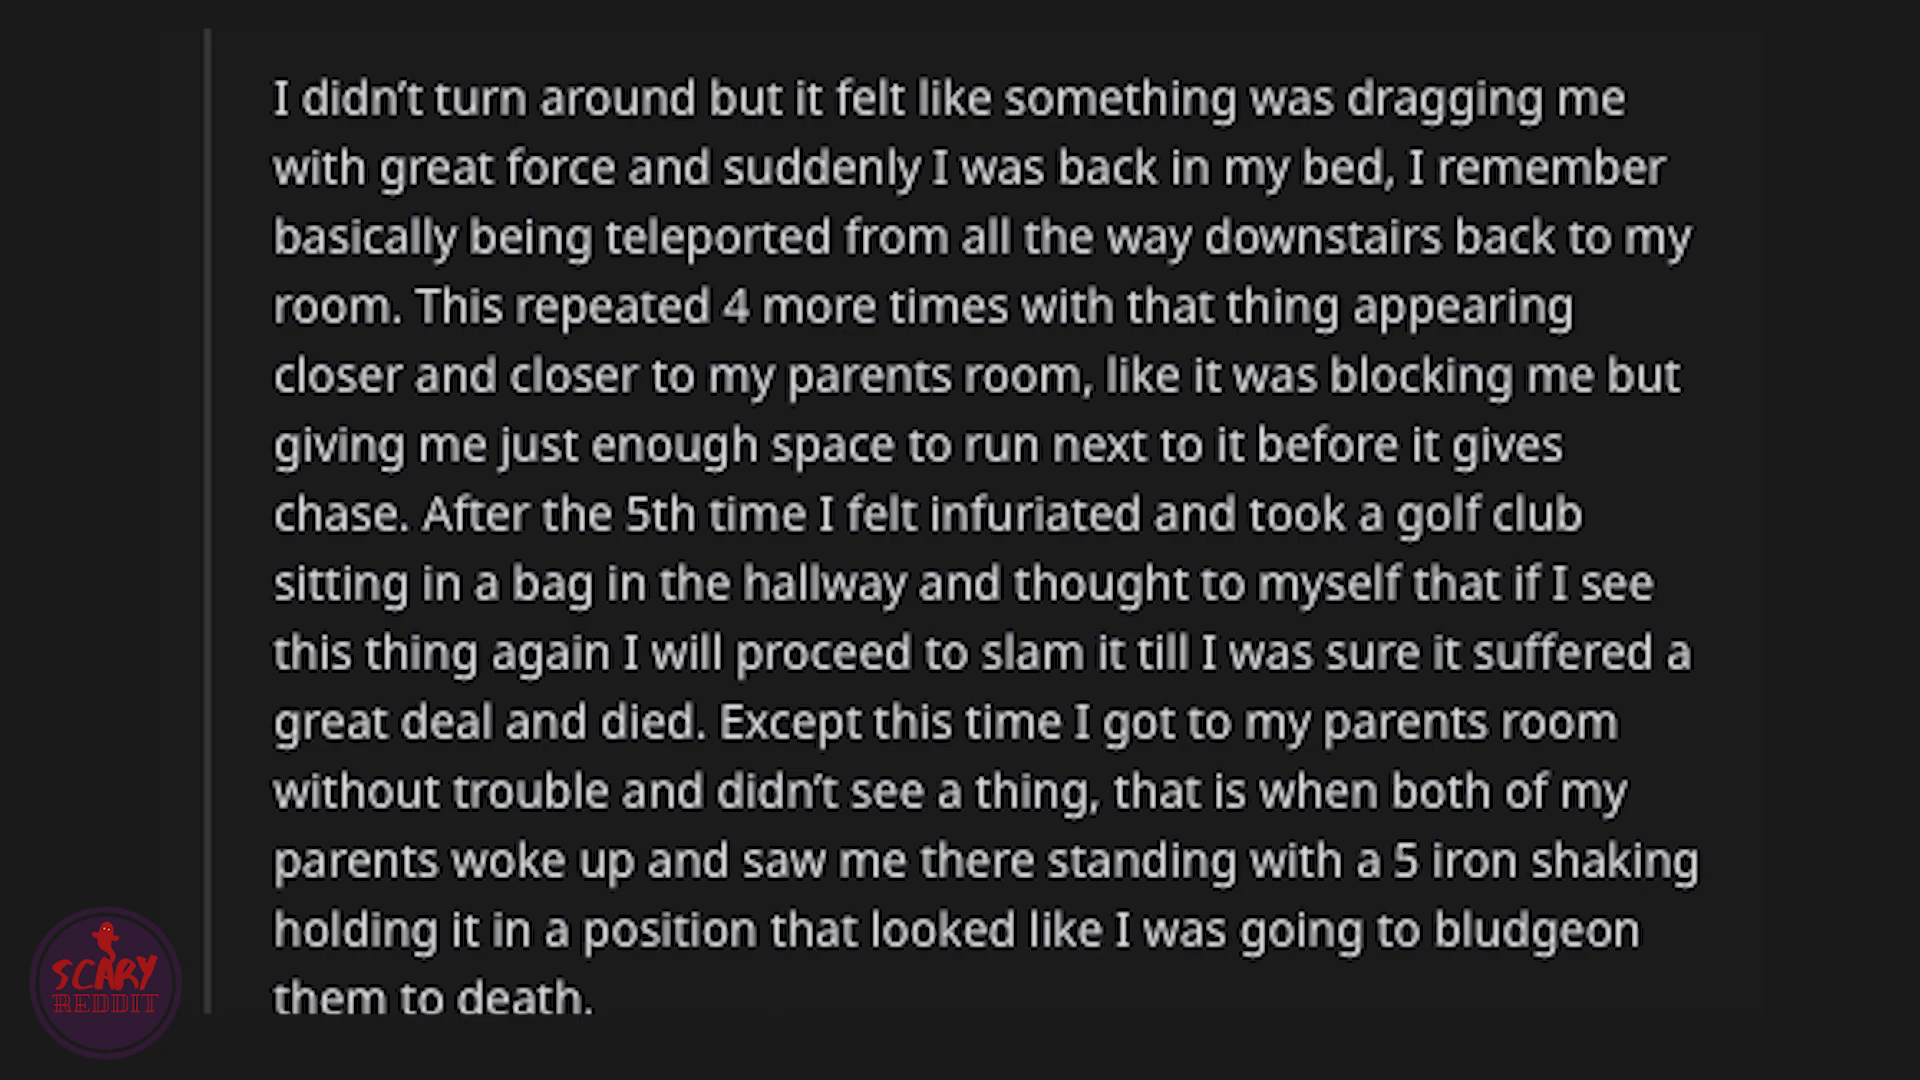 I didn’t turn around but it felt like something was dragging me
with great force and suddenly I was back in my bed, I remember
basically being teleported from all the way downstairs back to my
room. This repeated 4 more times with that thing appearing
closer and closer to my parents room, like it was blocking me but
giving me just enough space to run next to it before it gives
chase. After the 5th time I felt infuriated and took a golf club
sitting in a bag in the hallway and thought to myself that if I see
this thing again I will proceed to slam it till I was sure it suffered a
great deal and died. Except this time I got to my parents room
without trouble and didn’t see a thing, that is when both of my
parents woke up and saw me there standing with a 5 iron shaking
holding it in a position that looked like I was going to bludgeon
them to death.
SCARY
REDDIT